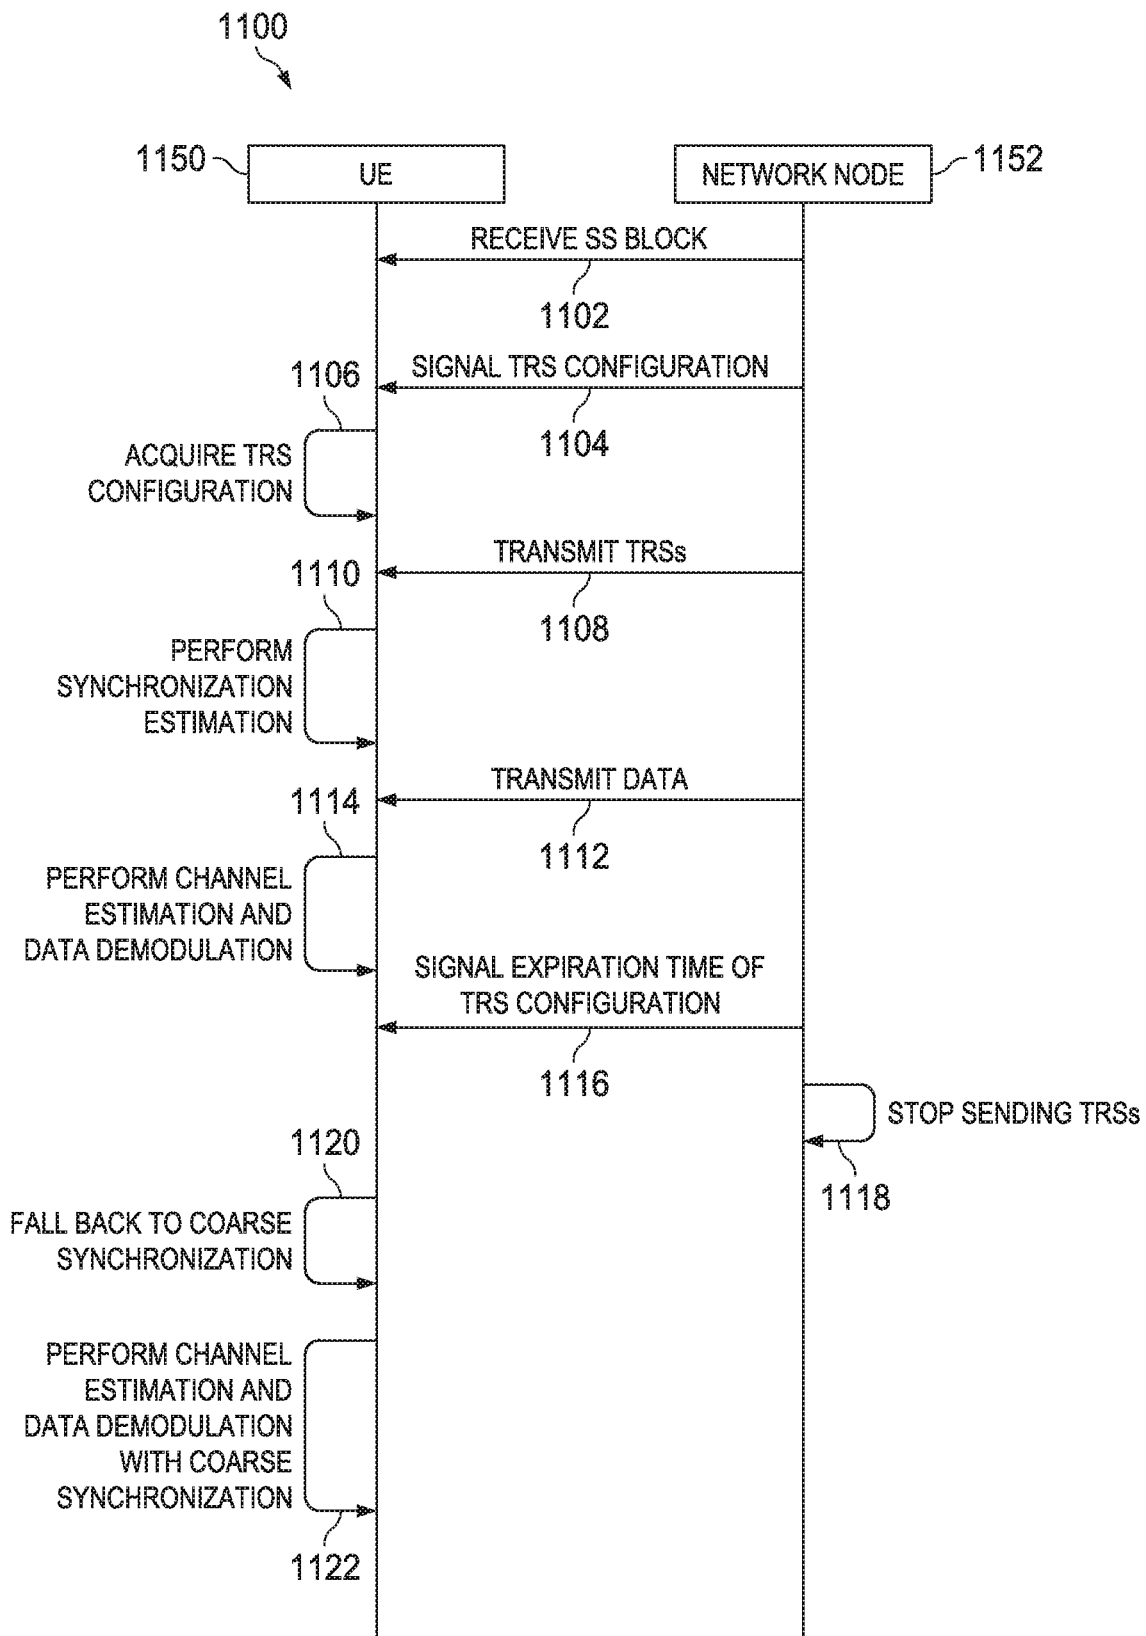 1100
1150
UE
NETWORK NODE
1152
RECEIVE SS BLOCK
1102
SIGNAL TRS CONFIGURATION
1104
1106
ACQUIRE TRS
CONFIGURATION
TRANSMIT TRSs
1108
1110
PERFORM
SYNCHRONIZATION
ESTIMATION
TRANSMIT DATA
1112
1114
PERFORM CHANNEL
ESTIMATION AND
DATA DEMODULATION
SIGNAL EXPIRATION TIME OF
TRS CONFIGURATION
1116
STOP SENDING TRSs
1118
1120
FALL BACK TO COARSE
SYNCHRONIZATION
PERFORM CHANNEL
ESTIMATION AND
DATA DEMODULATION
WITH COARSE
SYNCHRONIZATION
1122